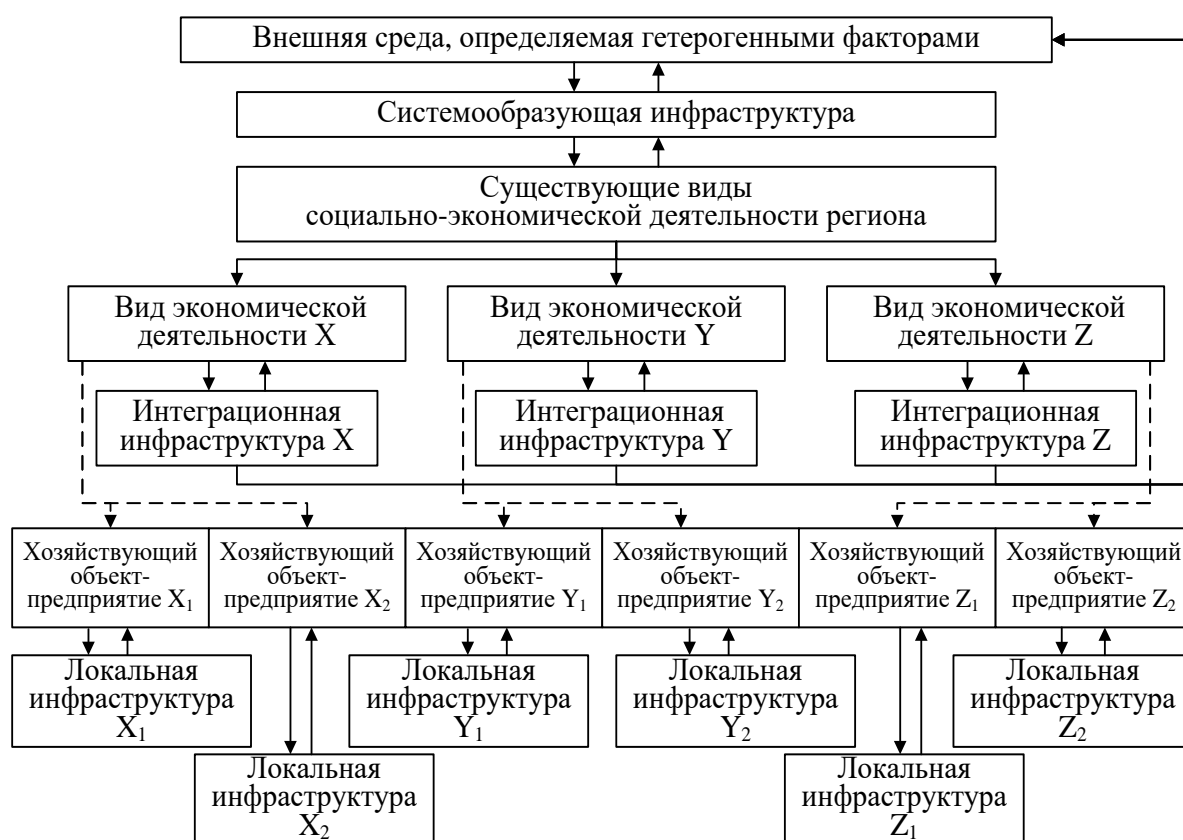 Внешняя среда, определяемая гетерогенными факторами
Системообразующая инфраструктура
Существующие виды
социально-экономической деятельности региона
Вид экономической
деятельности X
Вид экономической
деятельности Y
Вид экономической
деятельности Z
Интеграционная
инфраструктура X
Интеграционная
инфраструктура Y
Интеграционная
инфраструктура Z
Хозяйствующий
объект-
предприятие X₁
Хозяйствующий
объект-
предприятие X₂
Хозяйствующий
объект-
предприятие Y₁
Хозяйствующий
объект-
предприятие Y₂
Хозяйствующий
объект-
предприятие Z₁
Хозяйствующий
объект-
предприятие Z₂
Локальная
инфраструктура
X₁
Локальная
инфраструктура
Y₁
Локальная
инфраструктура
Y₂
Локальная
инфраструктура
Z₂
Локальная
инфраструктура
X₂
Локальная
инфраструктура
Z₁